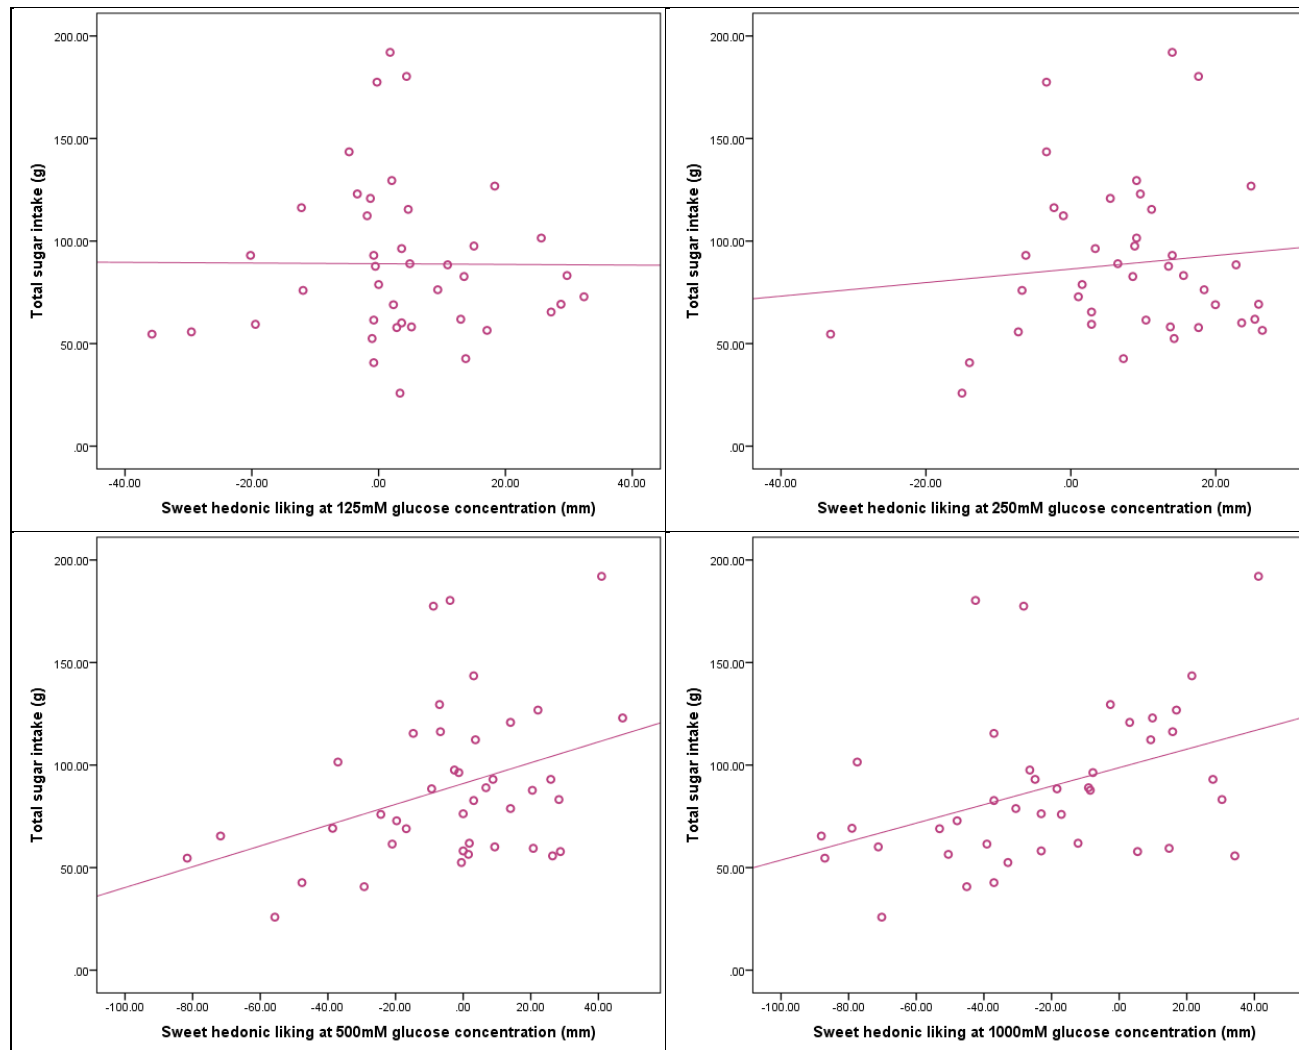 200.00
150.00
100.00
50.00
.00
Total sugar intake (g)
-40.00 -20.00 .00 20.00 40.00
Sweet hedonic liking at 125mM glucose concentration (mm)
200.00
150.00
100.00
50.00
.00
Total sugar intake (g)
-40.00 -20.00 .00 20.00
Sweet hedonic liking at 250mM glucose concentration (mm)
200.00
150.00
100.00
50.00
.00
Total sugar intake (g)
-100.00 -80.00 -60.00 -40.00 -20.00 .00 20.00 40.00
Sweet hedonic liking at 500mM glucose concentration (mm)
200.00
150.00
100.00
50.00
.00
Total sugar intake (g)
-100.00 -80.00 -60.00 -40.00 -20.00 .00 20.00 40.00
Sweet hedonic liking at 1000mM glucose concentration (mm)